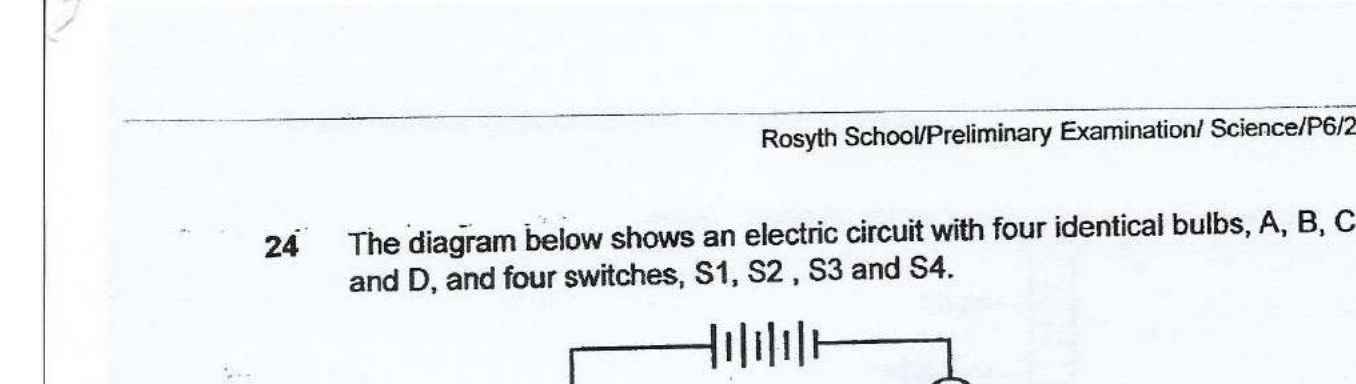 Rosyth School/Preliminary Examination/ Science/P6/2
24 The diagram below shows an electric circuit with four identical bulbs, A, B, C
and D, and four switches, S1, S2 , S3 and S4.